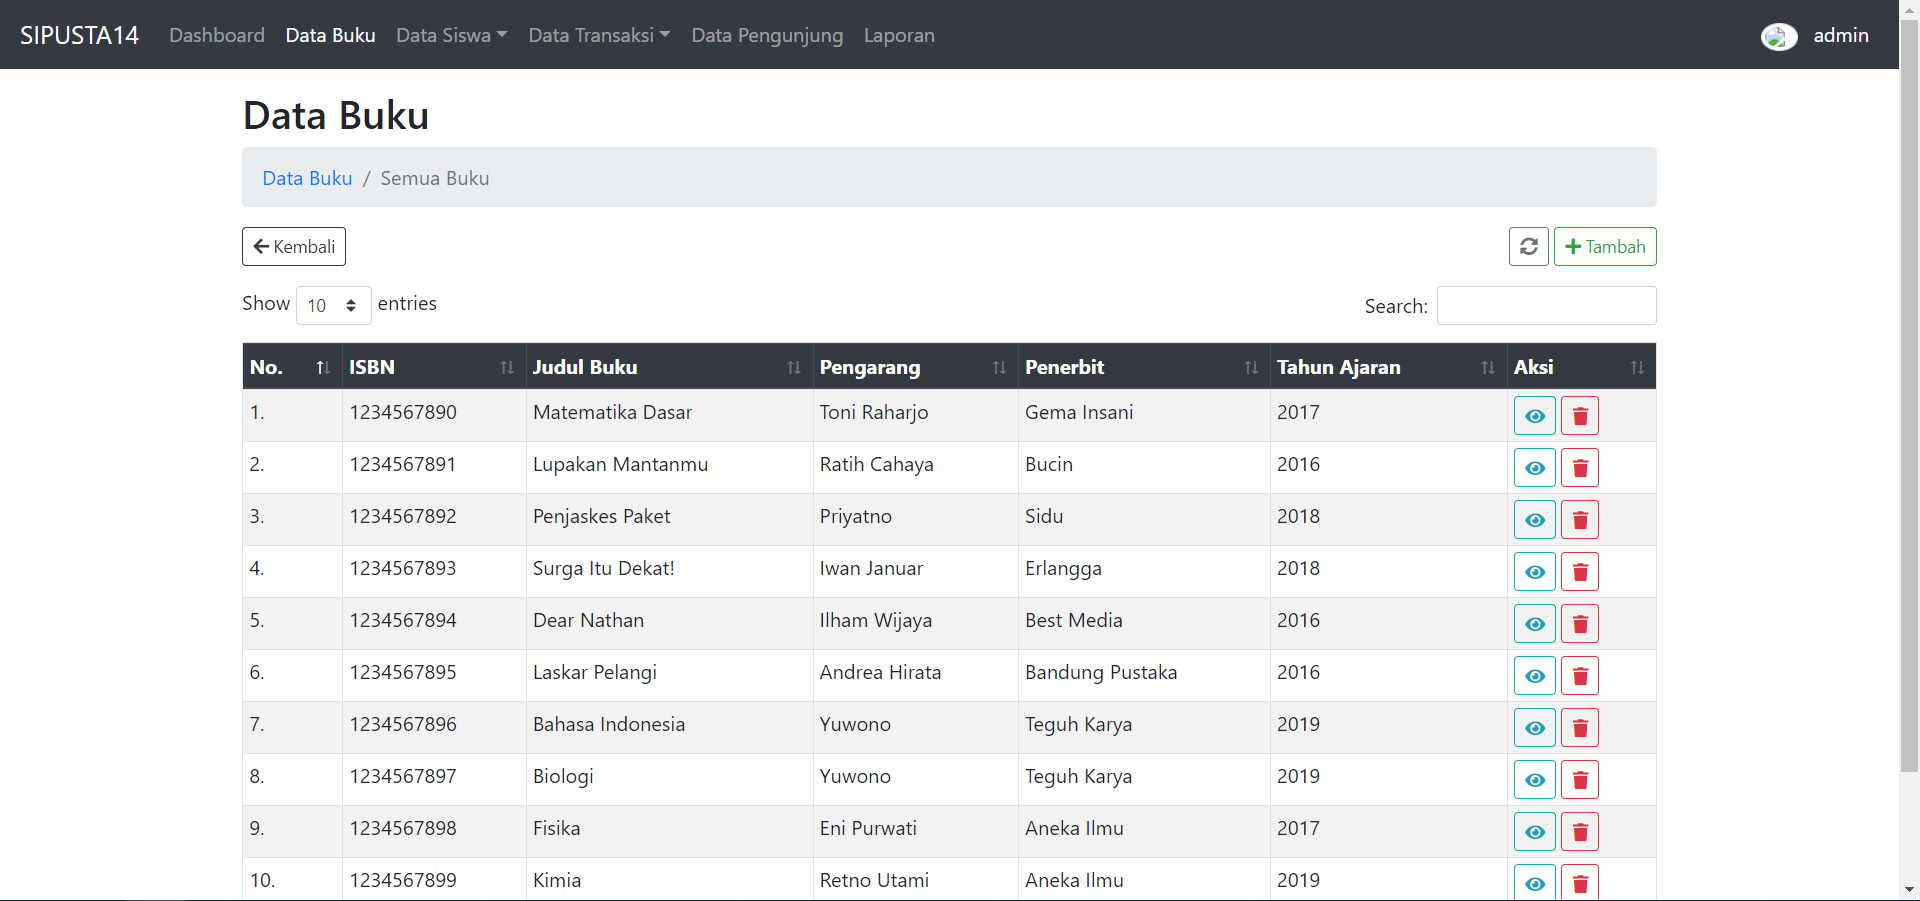 SIPUSTA14 Dashboard Data Buku Data Siswa Data Transaksi Data Pengunjung Laporan admin
Data Buku
Data Buku / Semua Buku
Kembali Tambah
Show 10 entries Search:
No. ISBN Judul Buku Pengarang Penerbit Tahun Ajaran Aksi
1. 1234567890 Matematika Dasar Toni Raharjo Gema Insani 2017
2. 1234567891 Lupakan Mantanmu Ratih Cahaya Bucin 2016
3. 1234567892 Penjaskes Paket Priyatno Sidu 2018
4. 1234567893 Surga Itu Dekat! Iwan Januar Erlangga 2018
5. 1234567894 Dear Nathan Ilham Wijaya Best Media 2016
6. 1234567895 Laskar Pelangi Andrea Hirata Bandung Pustaka 2016
7. 1234567896 Bahasa Indonesia Yuwono Teguh Karya 2019
8. 1234567897 Biologi Yuwono Teguh Karya 2019
9. 1234567898 Fisika Eni Purwati Aneka Ilmu 2017
10. 1234567899 Kimia Retno Utami Aneka Ilmu 2019